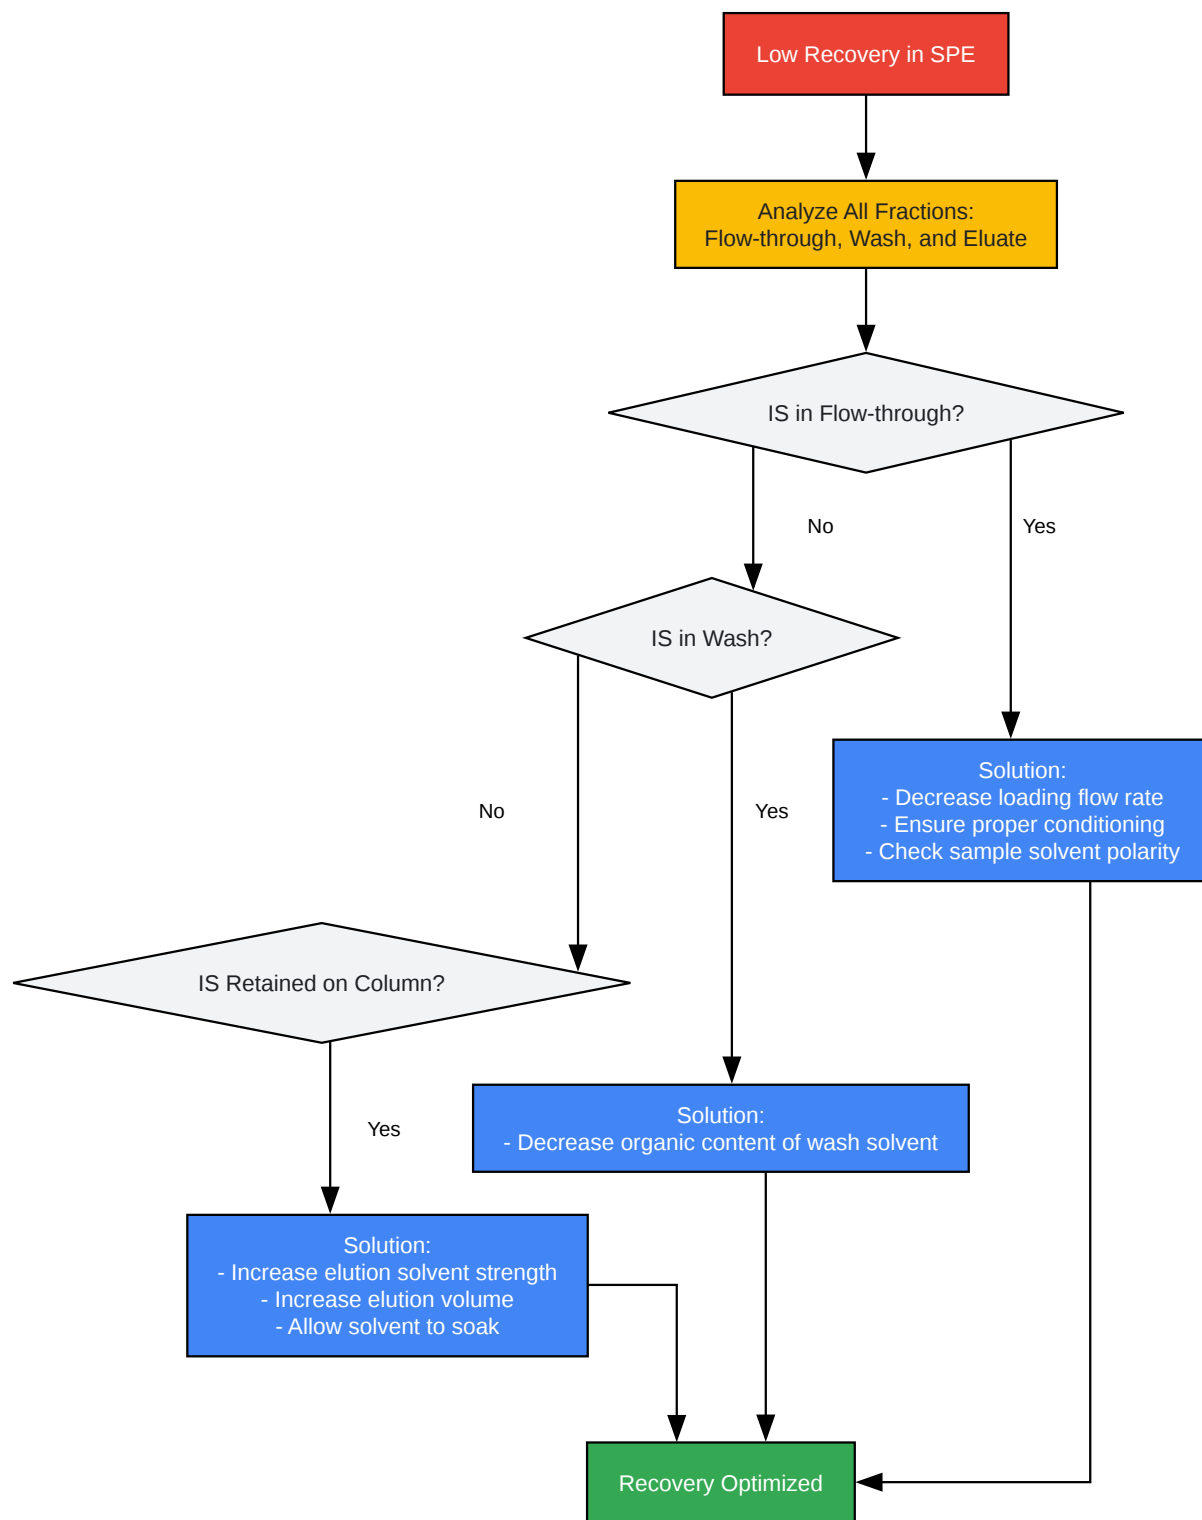 Low Recovery in SPE
Analyze All Fractions:
Flow-through, Wash, and Eluate
IS in Flow-through?
No
Yes
IS in Wash?
Solution:
- Decrease loading flow rate
- Ensure proper conditioning
- Check sample solvent polarity
No
Yes
IS Retained on Column?
Solution:
- Decrease organic content of wash solvent
Yes
Solution:
- Increase elution solvent strength
- Increase elution volume
- Allow solvent to soak
Recovery Optimized